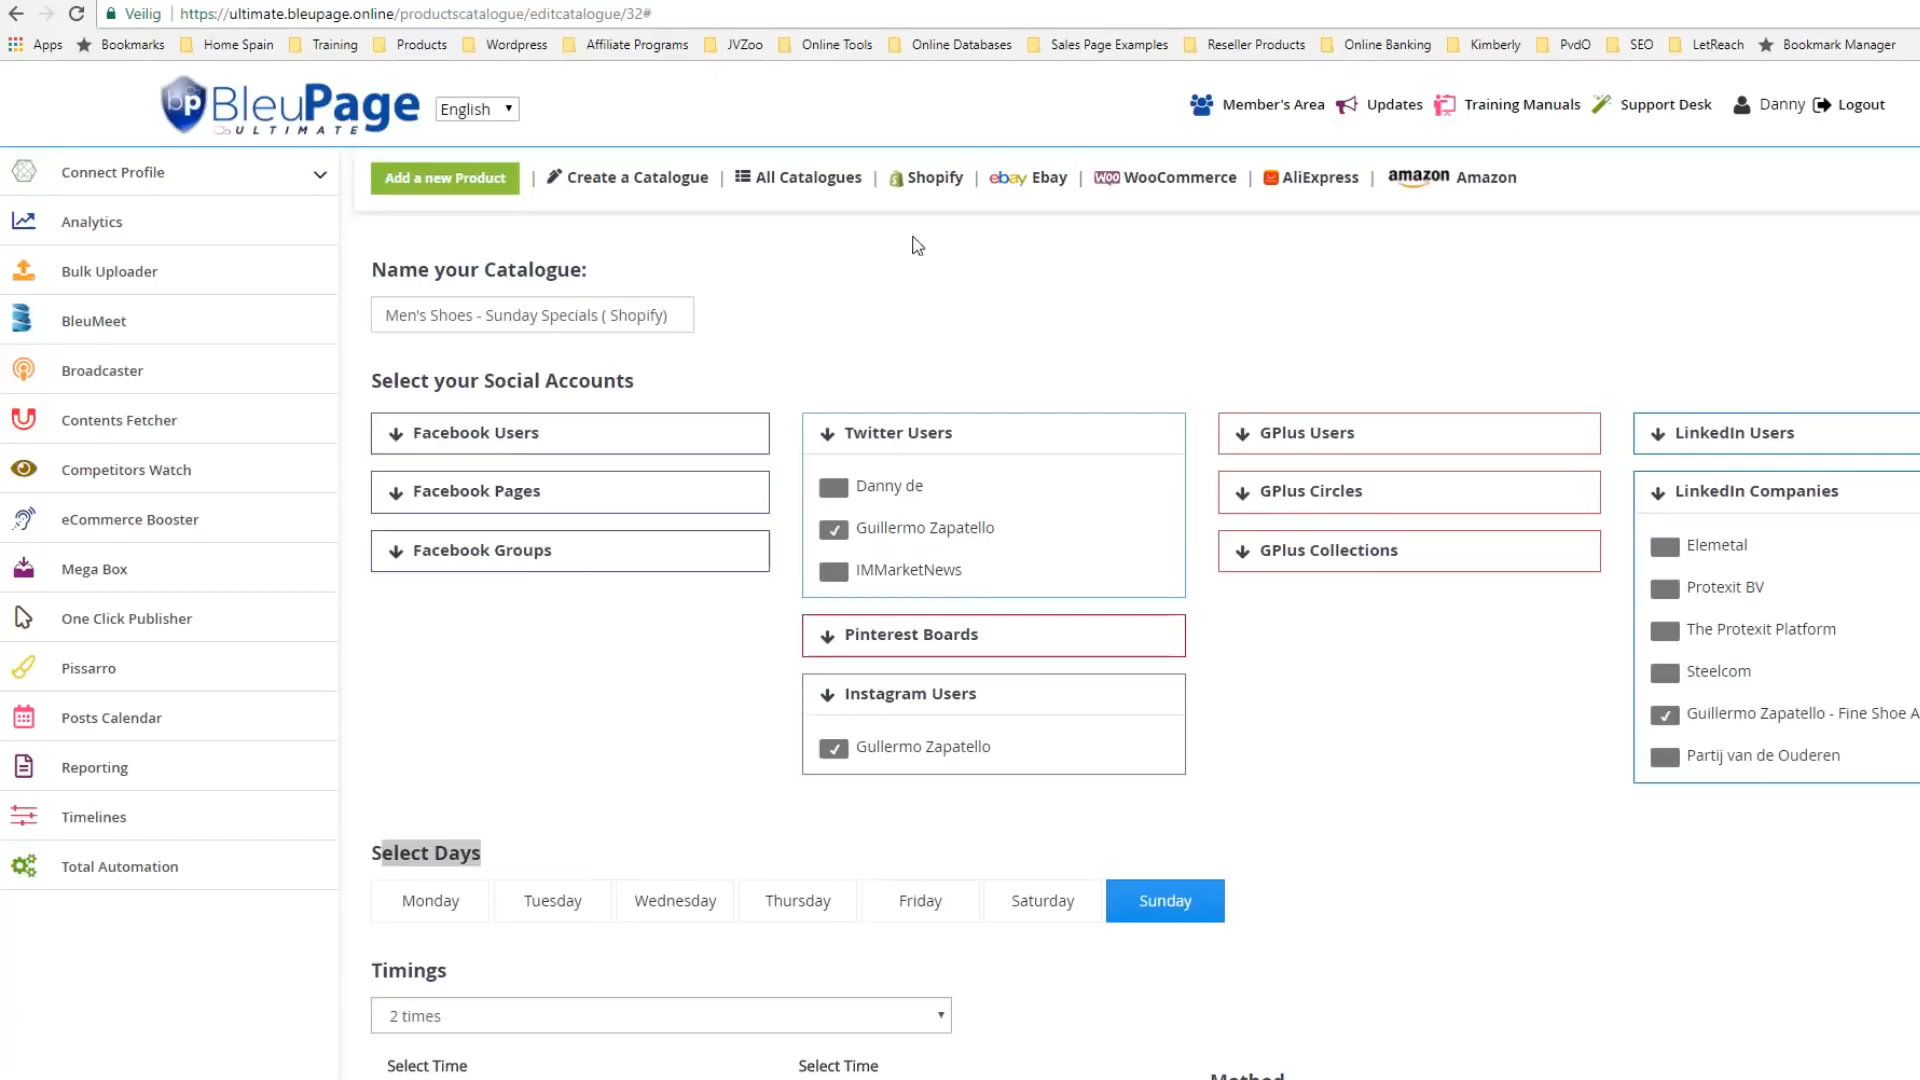 Veilig | https://ultimate.bleupage.online/productscatalogue/editcatalogue/32#
Apps Bookmarks Home Spain Training Products Wordpress Affiliate Programs JVZoo Online Tools Online Databases Sales Page Examples Reseller Products Online Banking Kimberly PvdO SEO LetReach Bookmark Manager
bp BleuPage ULTIMATE English Member's Area Updates Training Manuals Support Desk Danny Logout
Connect Profile
Analytics
Bulk Uploader
BleuMeet
Broadcaster
Contents Fetcher
Competitors Watch
eCommerce Booster
Mega Box
One Click Publisher
Pissarro
Posts Calendar
Reporting
Timelines
Total Automation
Add a new Product | Create a Catalogue | All Catalogues | Shopify | ebay Ebay | WOO WooCommerce | AliExpress | amazon Amazon
Name your Catalogue:
Men's Shoes - Sunday Specials ( Shopify)
Select your Social Accounts
Facebook Users
Facebook Pages
Facebook Groups
Twitter Users
Danny de
Guillermo Zapatello
IMMarketNews
Pinterest Boards
Instagram Users
Gullermo Zapatello
GPlus Users
GPlus Circles
GPlus Collections
LinkedIn Users
LinkedIn Companies
Elemetal
Protexit BV
The Protexit Platform
Steelcom
Guillermo Zapatello - Fine Shoe A
Partij van de Ouderen
Select Days
Monday Tuesday Wednesday Thursday Friday Saturday Sunday
Timings
2 times
Select Time Select Time
Method